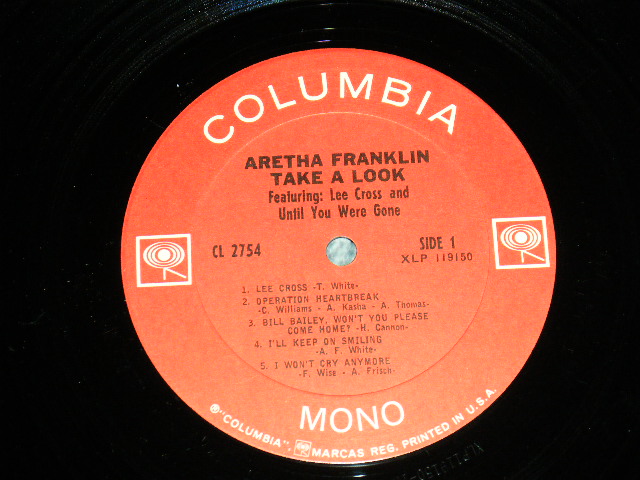 COLUMBIA
ARETHA FRANKLIN
TAKE A LOOK
Featuring: Lee Cross and
Until You Were Gone
CL 2754
SIDE 1
XLP 119150
1. LEE CROSS -T. White-
2. OPERATION HEARTBREAK
-C. Williams - A. Kasha - A. Thomas-
3. BILL BAILEY, WON'T YOU PLEASE
COME HOME? -H. Cannon-
4. I'LL KEEP ON SMILING
-A. F. White-
5. I WON'T CRY ANYMORE
-F. Wise - A. Frisch-
MONO
® "COLUMBIA", MARCAS REG. PRINTED IN U.S.A.